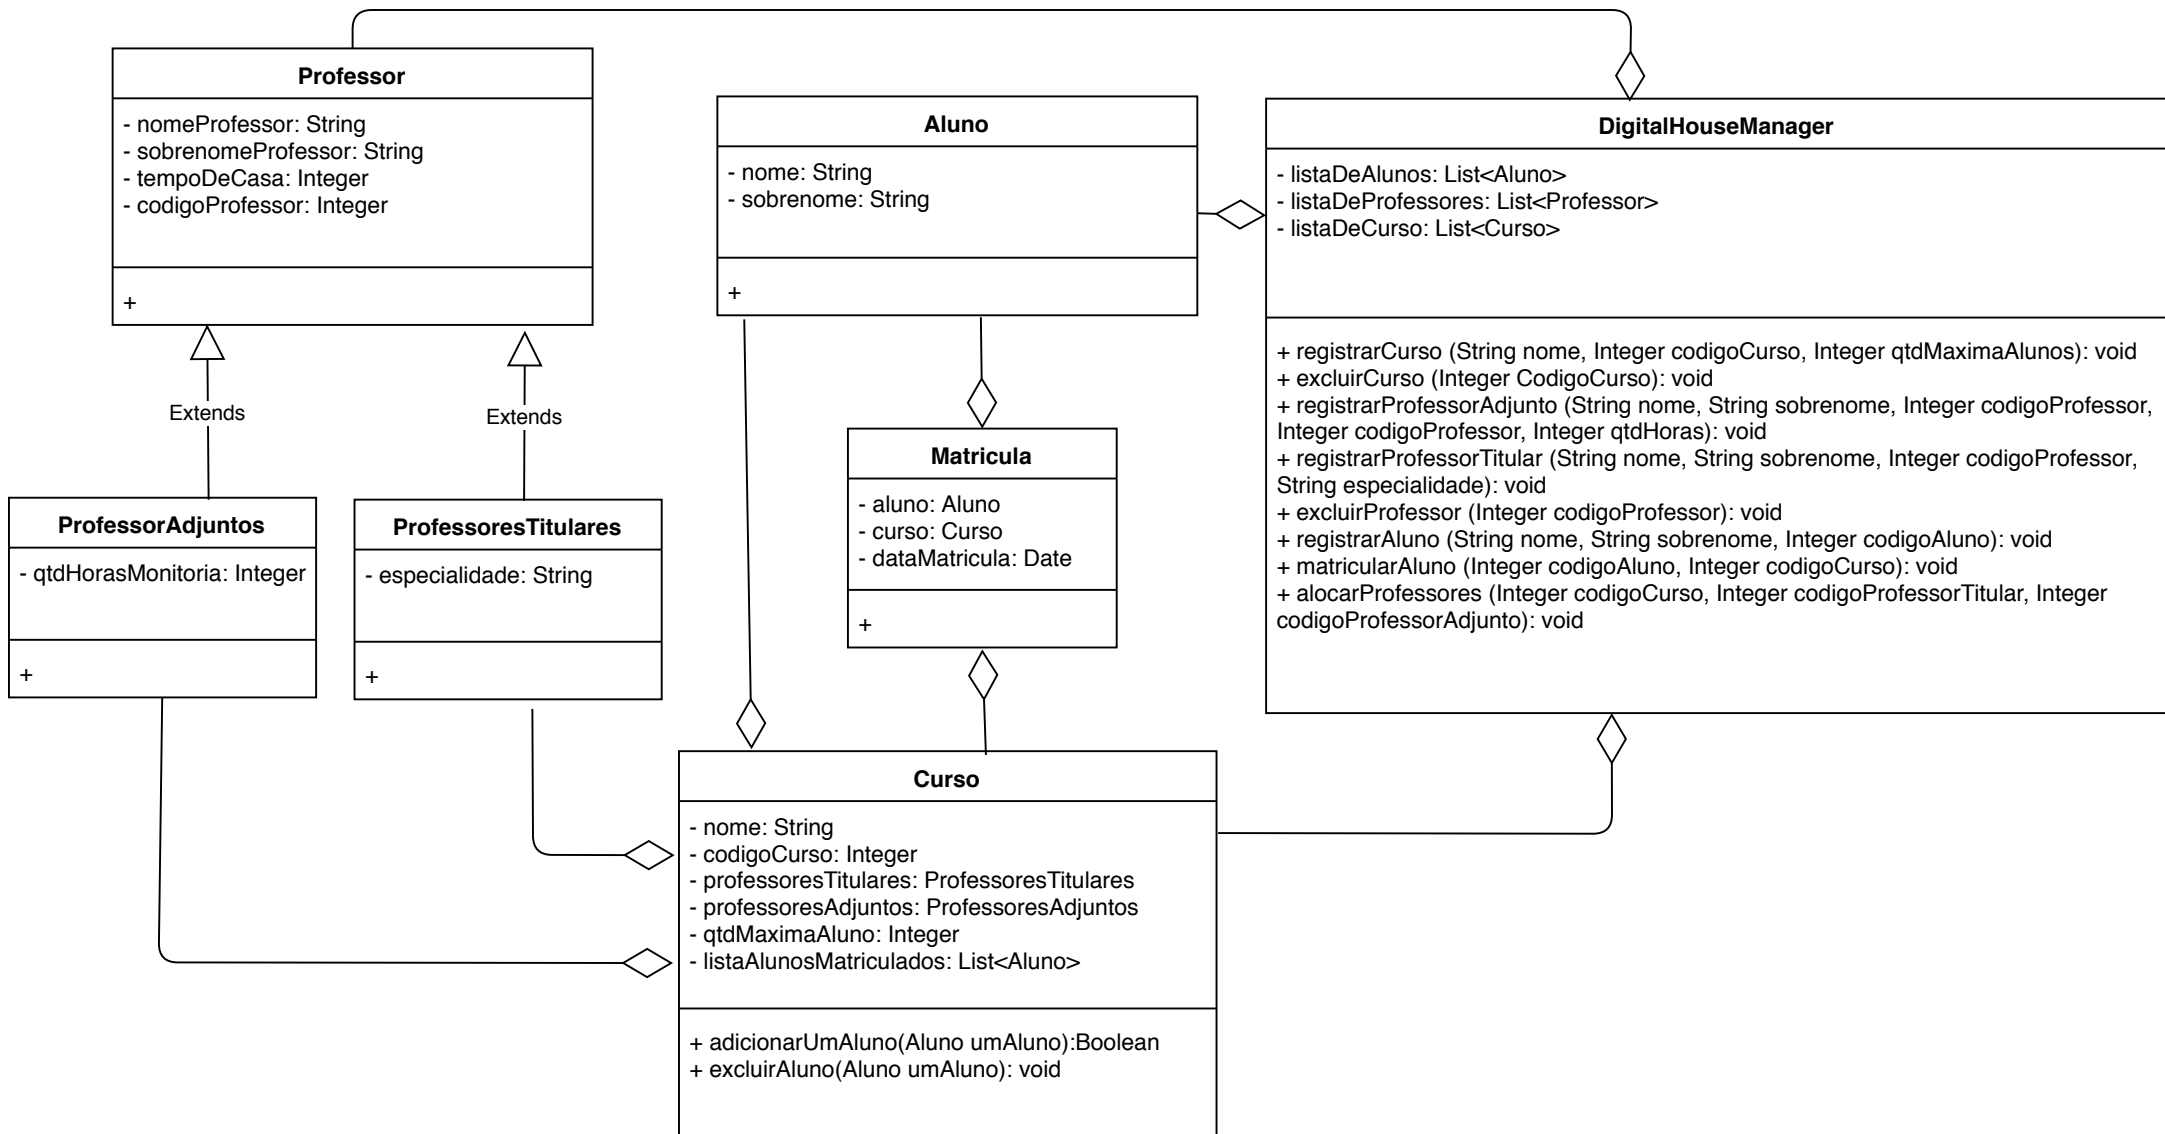 Professor
- nomeProfessor: String
- sobrenomeProfessor: String
- tempoDeCasa: Integer
- codigoProfessor: Integer
+
Aluno
- nome: String
- sobrenome: String
+
DigitalHouseManager
- listaDeAlunos: List<Aluno>
- listaDeProfessores: List<Professor>
- listaDeCurso: List<Curso>
+ registrarCurso (String nome, Integer codigoCurso, Integer qtdMaximaAlunos): void
+ excluirCurso (Integer CodigoCurso): void
+ registrarProfessorAdjunto (String nome, String sobrenome, Integer codigoProfessor,
Integer codigoProfessor, Integer qtdHoras): void
+ registrarProfessorTitular (String nome, String sobrenome, Integer codigoProfessor,
String especialidade): void
+ excluirProfessor (Integer codigoProfessor): void
+ registrarAluno (String nome, String sobrenome, Integer codigoAluno): void
+ matricularAluno (Integer codigoAluno, Integer codigoCurso): void
+ alocarProfessores (Integer codigoCurso, Integer codigoProfessorTitular, Integer
codigoProfessorAdjunto): void
Extends
Extends
ProfessorAdjuntos
- qtdHorasMonitoria: Integer
+
ProfessoresTitulares
- especialidade: String
+
Matricula
- aluno: Aluno
- curso: Curso
- dataMatricula: Date
+
Curso
- nome: String
- codigoCurso: Integer
- professoresTitulares: ProfessoresTitulares
- professoresAdjuntos: ProfessoresAdjuntos
- qtdMaximaAluno: Integer
- listaAlunosMatriculados: List<Aluno>
+ adicionarUmAluno(Aluno umAluno):Boolean
+ excluirAluno(Aluno umAluno): void